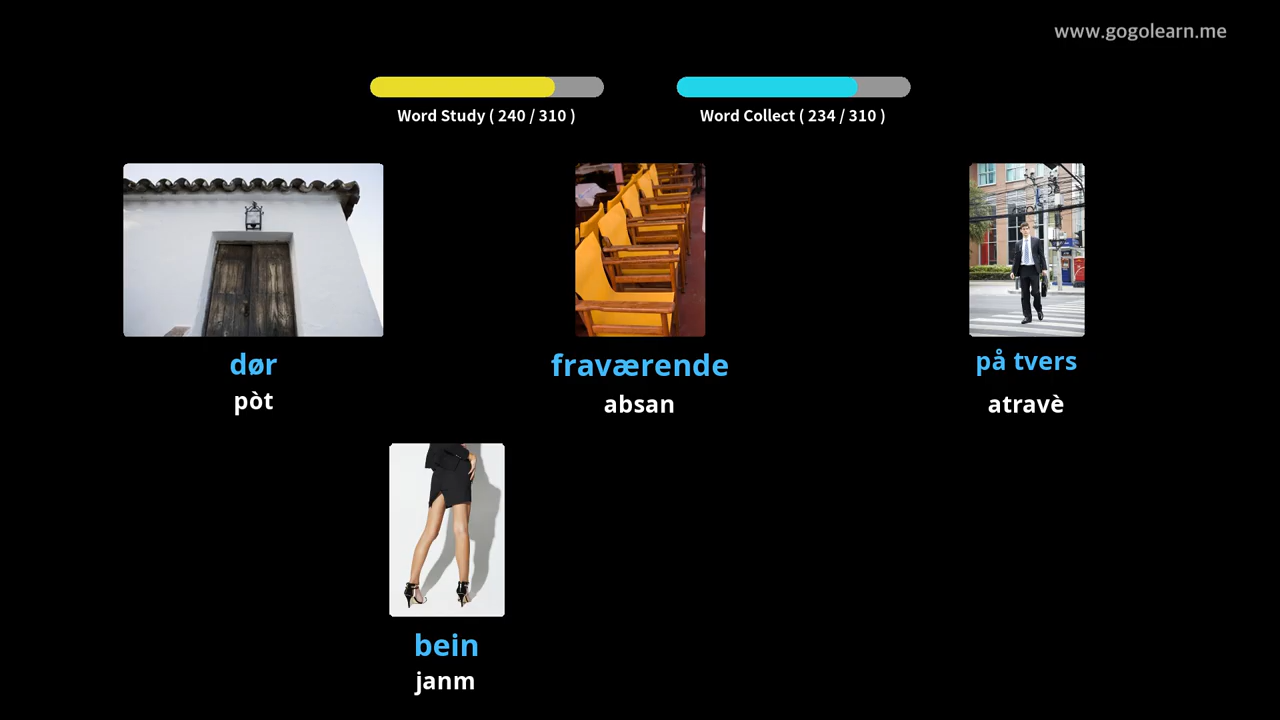 www.gogolearn.me
Word Study ( 240 / 310 )
Word Collect ( 234 / 310 )
dør
pòt
fraværende
absan
på tvers
atravè
bein
janm